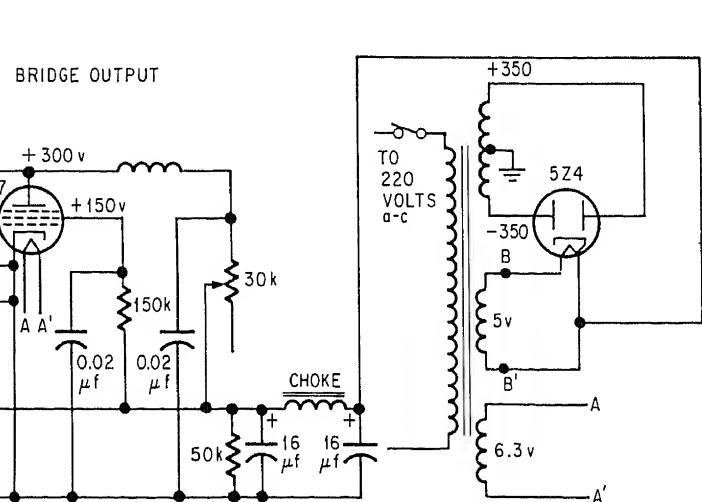 BRIDGE OUTPUT
+350
+300 v
TO
220
VOLTS
a-c
5Z4
7
+150v
-350
B
30k
150k
5v
A A'
0.02
μf
0.02
μf
B'
CHOKE
A
+
+
50k
16
μf
16
μf
6.3 v
A'